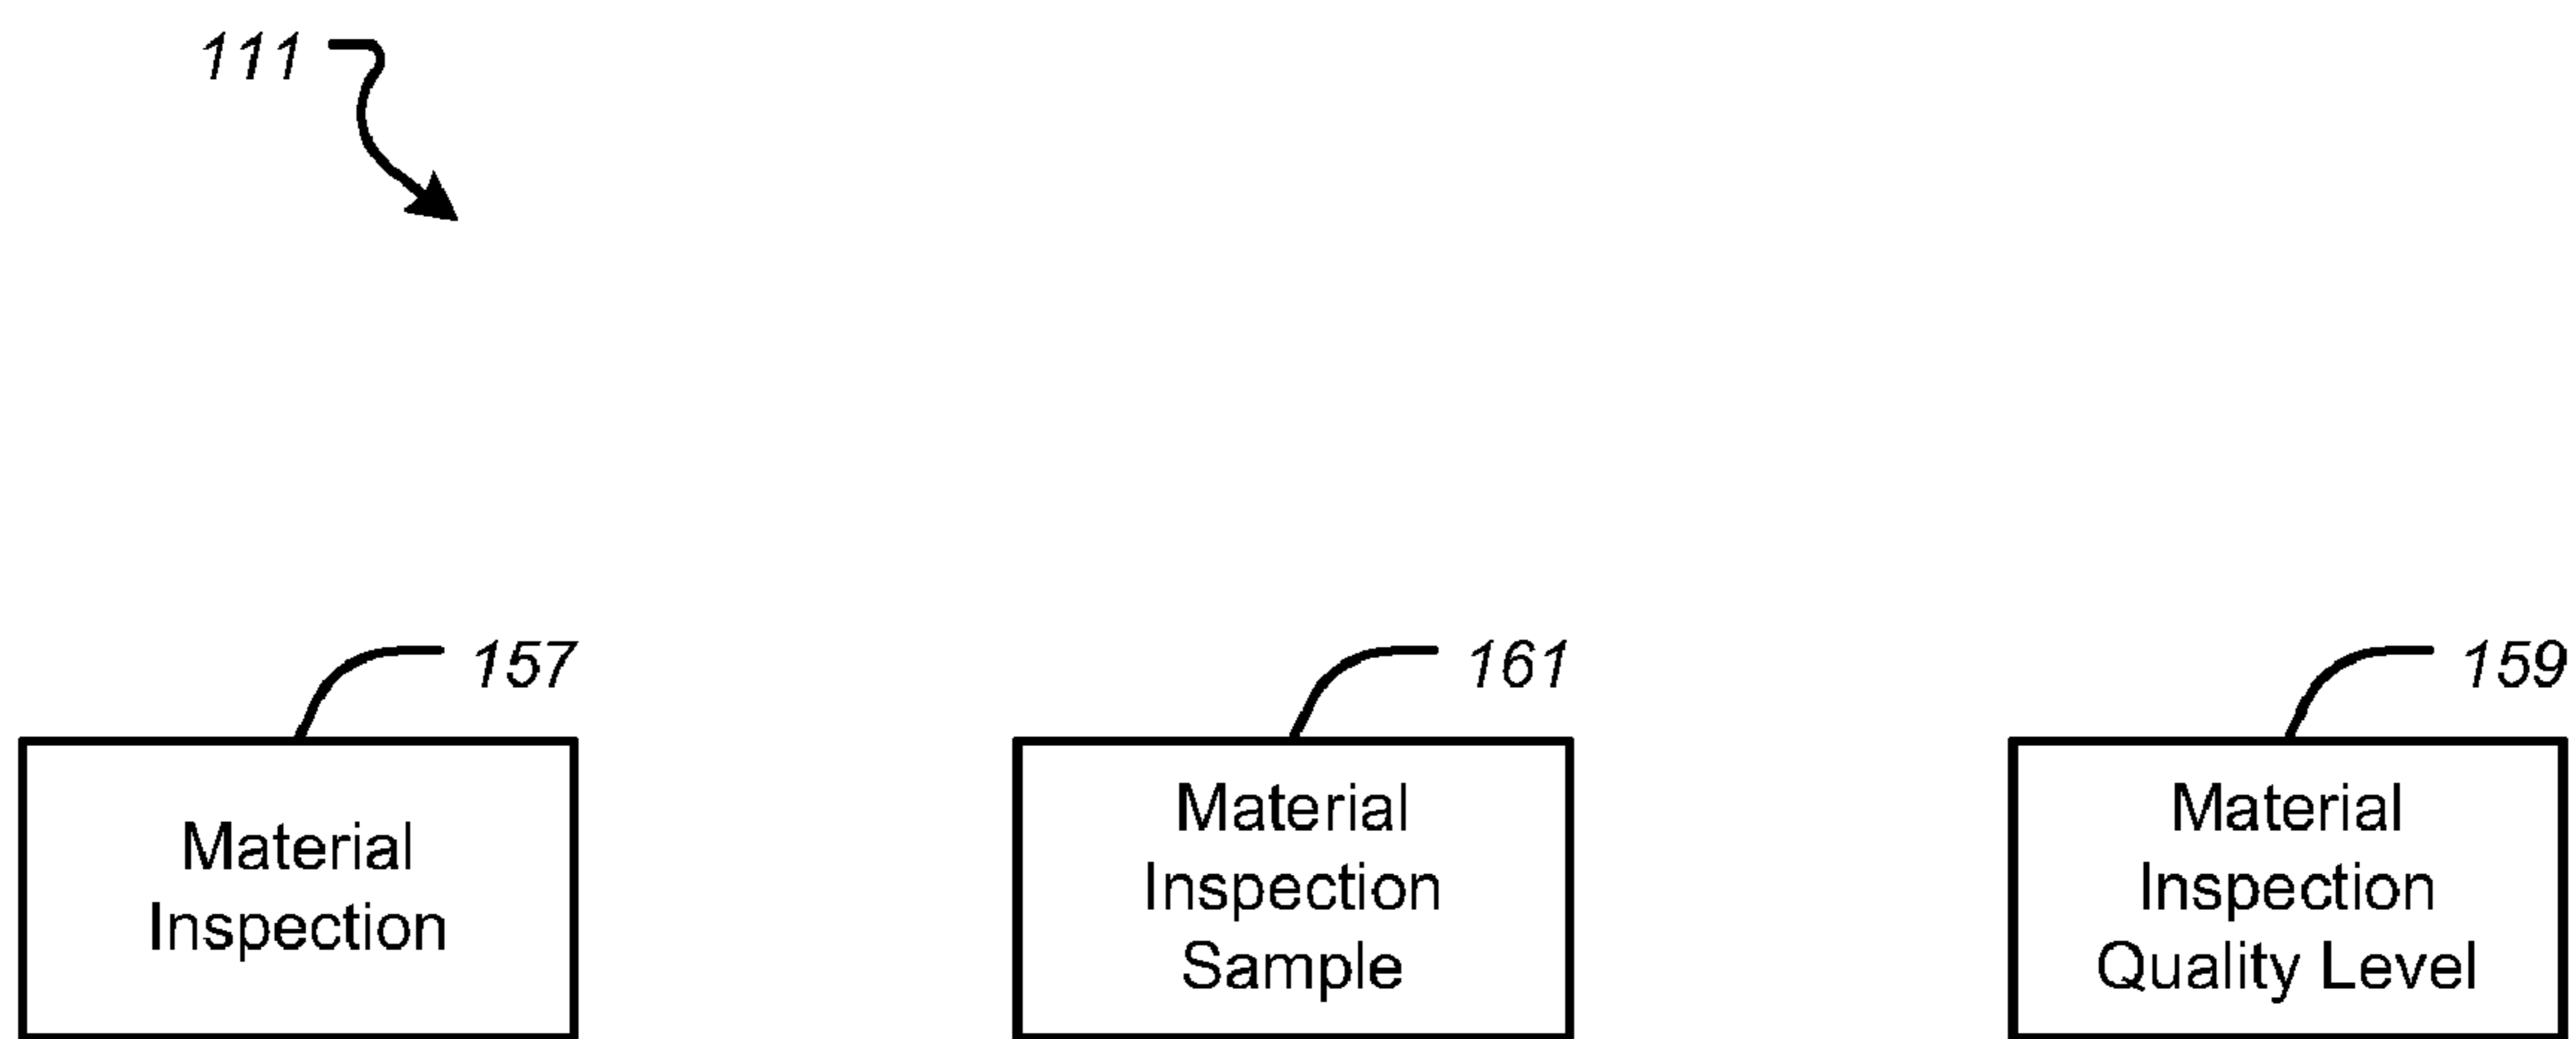 111
157
161
159
Material
Inspection
Material
Inspection
Sample
Material
Inspection
Quality Level